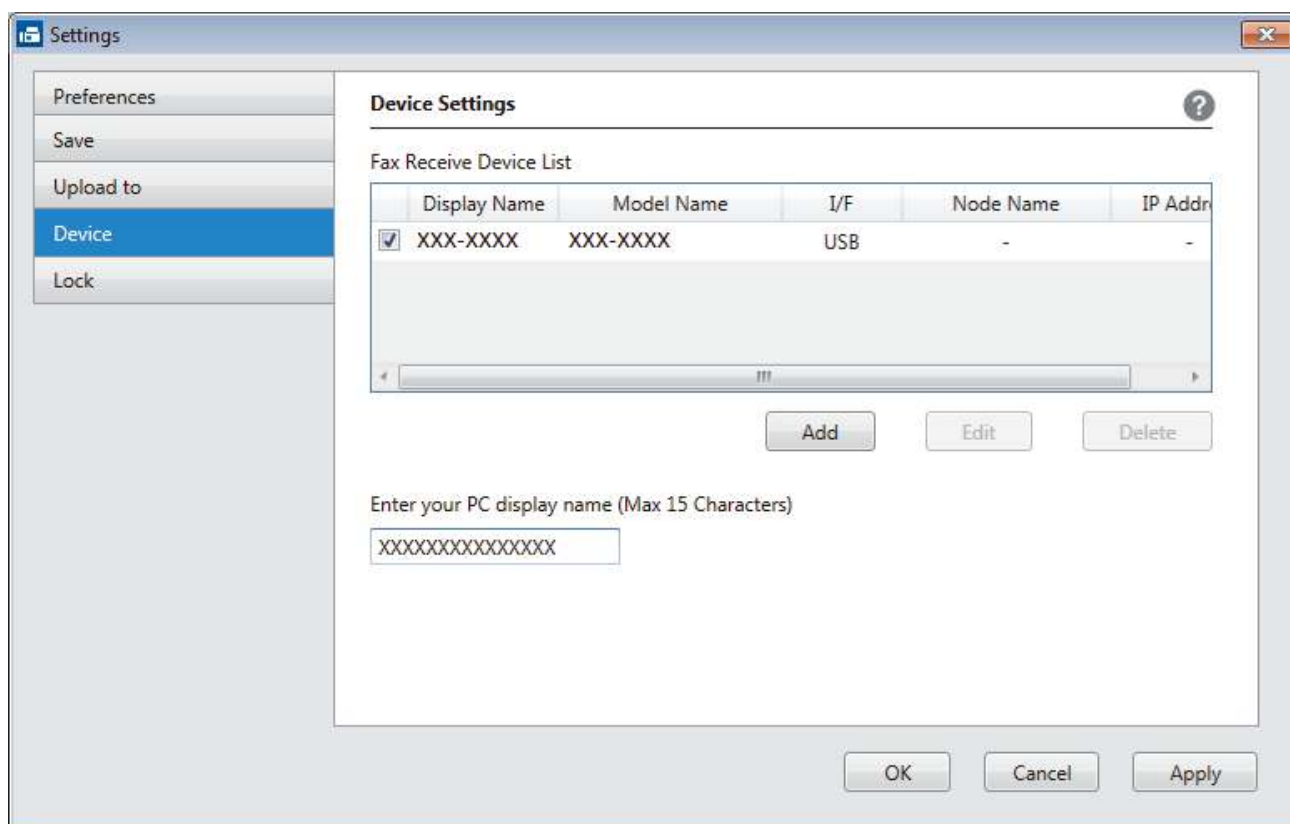 Settings
Preferences
Save
Upload to
Device
Lock
Device Settings
?
Fax Receive Device List
Display Name Model Name I/F Node Name IP Addr
XXX-XXXX XXX-XXXX USB - -
Add Edit Delete
Enter your PC display name (Max 15 Characters)
XXXXXXXXXXXXXXX
OK Cancel Apply